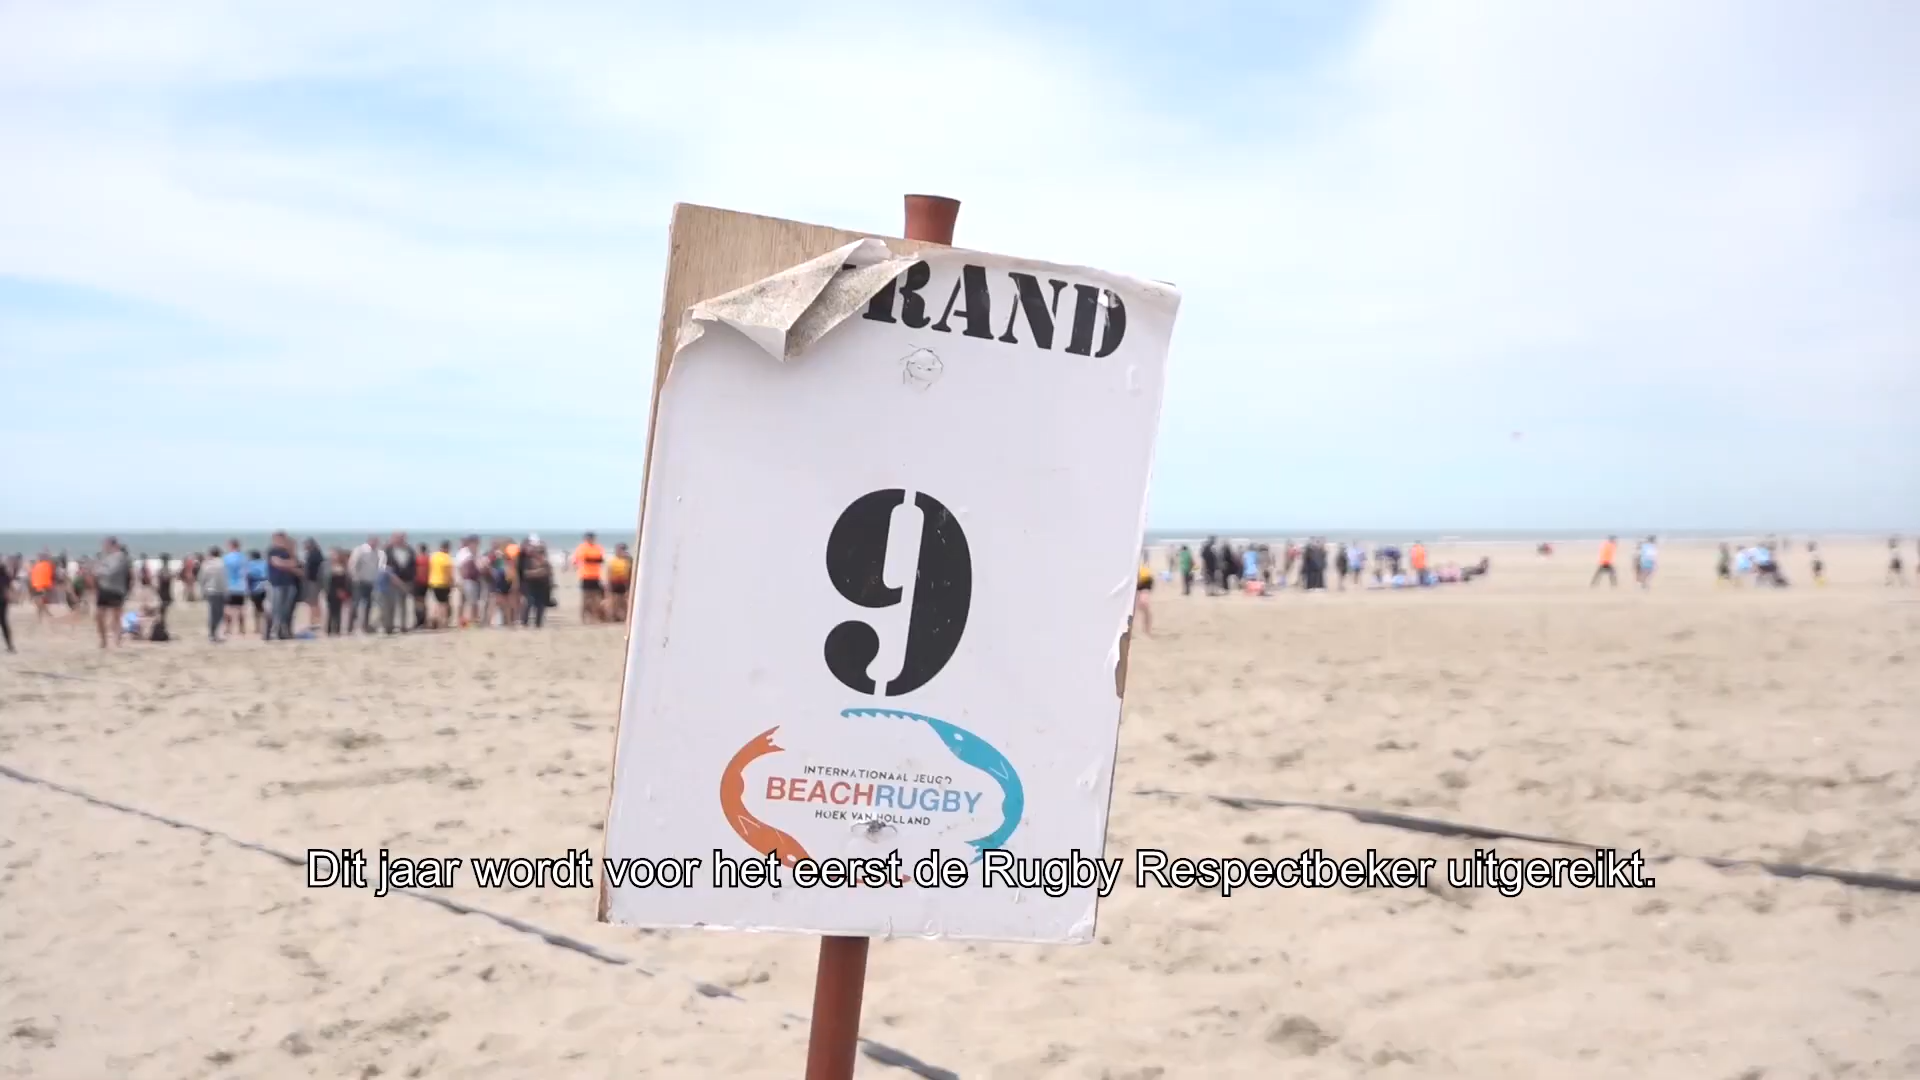 RAND
9
INTERNATIONAAL JEUGD
BEACHRUGBY
HOEK VAN HOLLAND
Dit jaar wordt voor het eerst de Rugby Respectbeker uitgereikt.